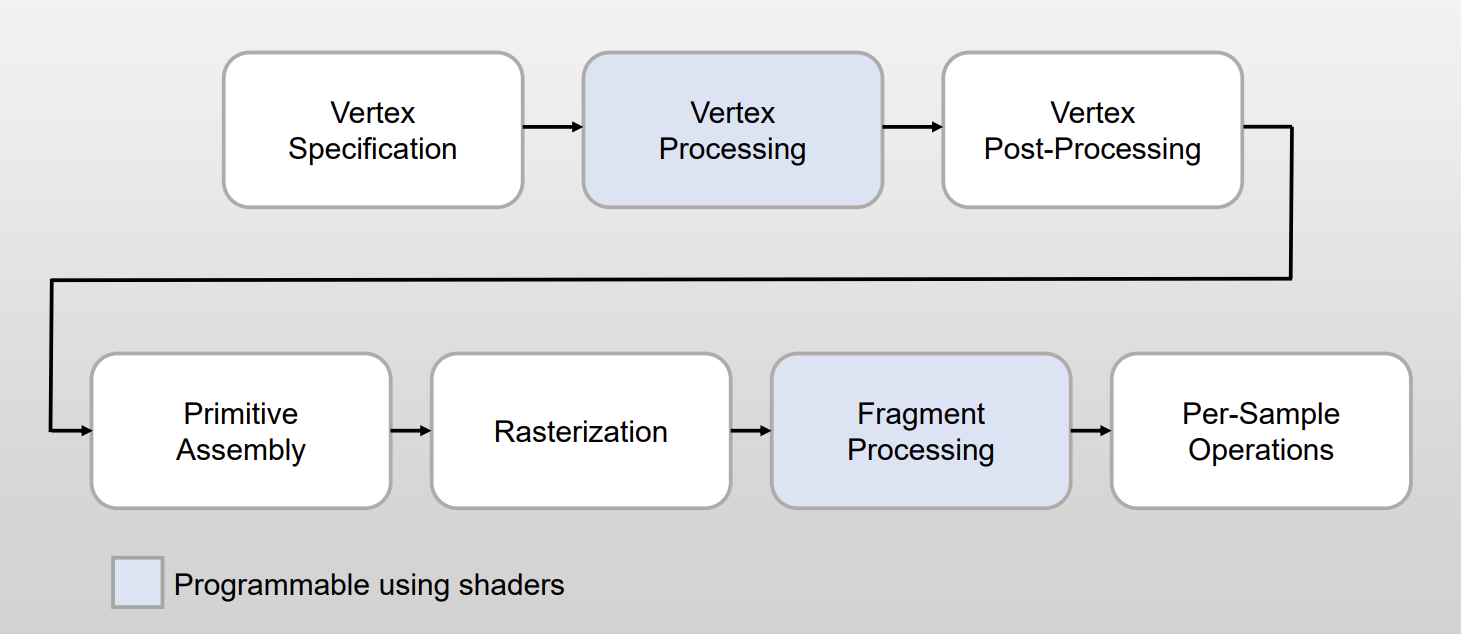 Vertex
Specification
Vertex
Processing
Vertex
Post-Processing
Primitive
Assembly
Rasterization
Fragment
Processing
Per-Sample
Operations
Programmable using shaders